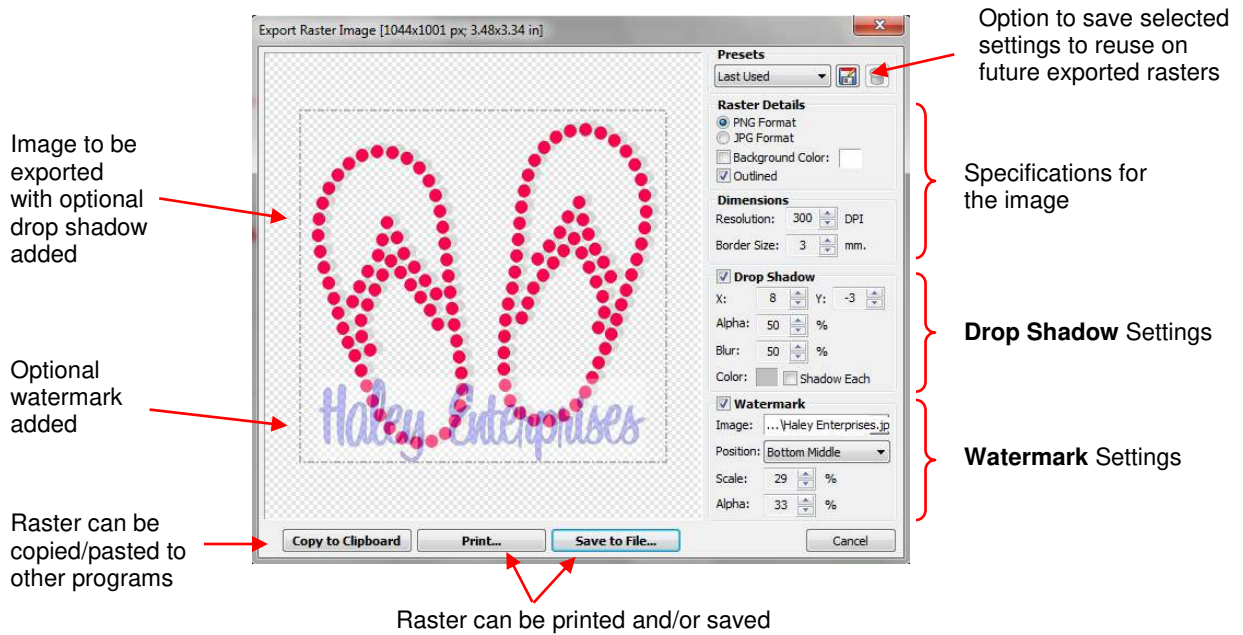 Option to save selected
settings to reuse on
future exported rasters
Export Raster Image [1044x1001 px; 3.48x3.34 in]
Presets
Last Used
Image to be
exported
with optional
drop shadow
added
Raster Details
PNG Format
JPG Format
Background Color:
Outlined
Dimensions
Resolution: 300 DPI
Border Size: 3 mm.
Specifications for
the image
Drop Shadow
X: 8 Y: -3
Alpha: 50 %
Blur: 50 %
Color: Shadow Each
Drop Shadow Settings
Optional
watermark
added
Haley Enterprises
Watermark
Image: ...\Haley Enterprises.jp
Position: Bottom Middle
Scale: 29 %
Alpha: 33 %
Watermark Settings
Raster can be
copied/pasted to
other programs
Copy to Clipboard Print... Save to File... Cancel
Raster can be printed and/or saved